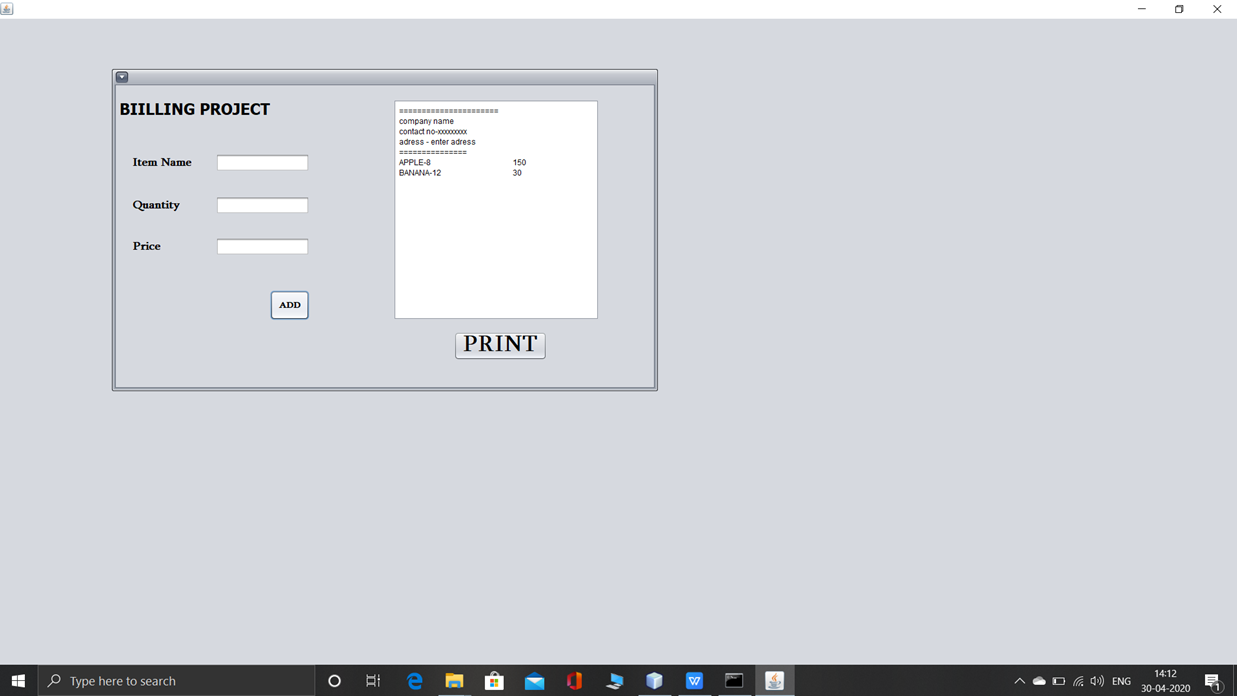 BIILLING PROJECT
Item Name
Quantity
Price
ADD
======================
company name
contact no-xxxxxxxxx
adress - enter adress
===============
APPLE-8 150
BANANA-12 30
PRINT
Type here to search
W
ENG
14:12
30-04-2020
1